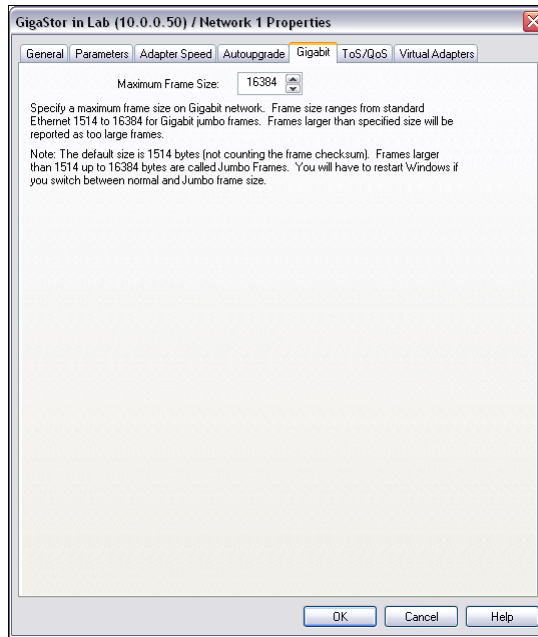 GigaStor in Lab (10.0.0.50) / Network 1 Properties
General Parameters Adapter Speed Autoupgrade Gigabit ToS/QoS Virtual Adapters
Maximum Frame Size: 16384
Specify a maximum frame size on Gigabit network. Frame size ranges from standard
Ethernet 1514 to 16384 for Gigabit jumbo frames. Frames larger than specified size will be
reported as too large frames.
Note: The default size is 1514 bytes (not counting the frame checksum). Frames larger
than 1514 up to 16384 bytes are called Jumbo Frames. You will have to restart Windows if
you switch between normal and Jumbo frame size.
OK Cancel Help